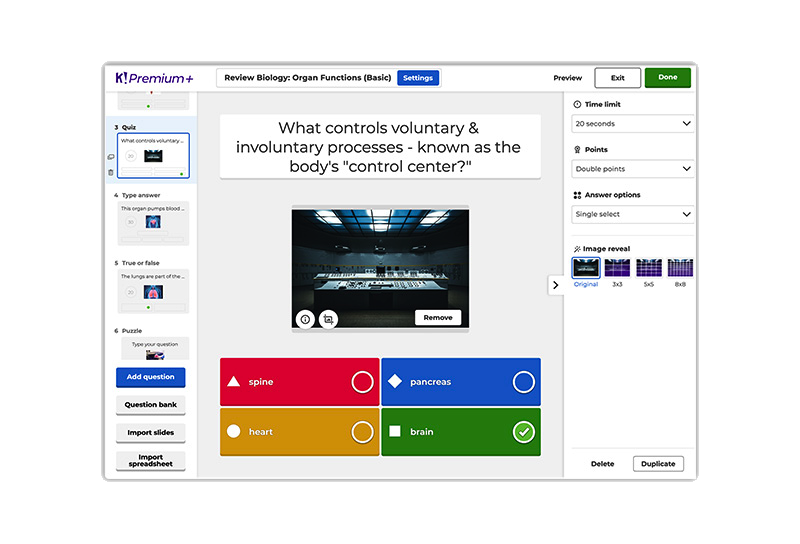 K! Premium+
Review Biology: Organ Functions (Basic)
Settings
Preview
Exit
Done
3 Quiz
What controls voluntary ...
20
4 Type answer
This organ pumps blood ...
5 True or false
The lungs are part of the ...
6 Puzzle
Type your question
Add question
Question bank
Import slides
Import
spreadsheet
What controls voluntary &
involuntary processes - known as the
body's "control center?"
Remove
spine
pancreas
heart
brain
Time limit
20 seconds
Points
Double points
Answer options
Single select
Image reveal
Original
3x3
5x5
8x8
Delete
Duplicate